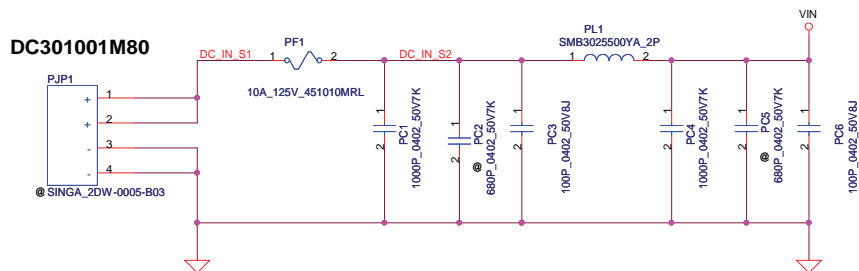 VIN
PL1
SMB3025500YA_2P
DC301001M80
DC_IN_S1
PF1
DC_IN_S2
1
2
1
2
10A_125V_451010MRL
PJP1
+
1
+
2
-
3
-
4
@ SINGA_2DW-0005-B03
1
2
PC1
1000P_0402_50V7K
1
2
PC2
680P_0402_50V7K
@
1
2
PC3
100P_0402_50V8J
1
2
PC4
1000P_0402_50V7K
1
2
PC5
680P_0402_50V7K
@
1
2
PC6
100P_0402_50V8J